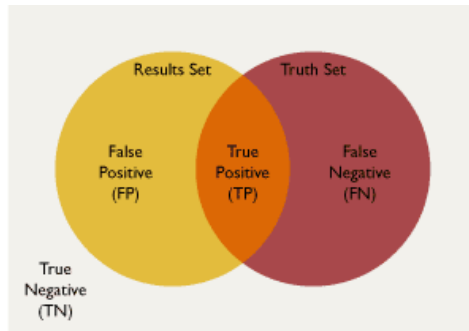 Results Set
Truth Set
False
Positive
(FP)
True
Positive
(TP)
False
Negative
(FN)
True
Negative
(TN)